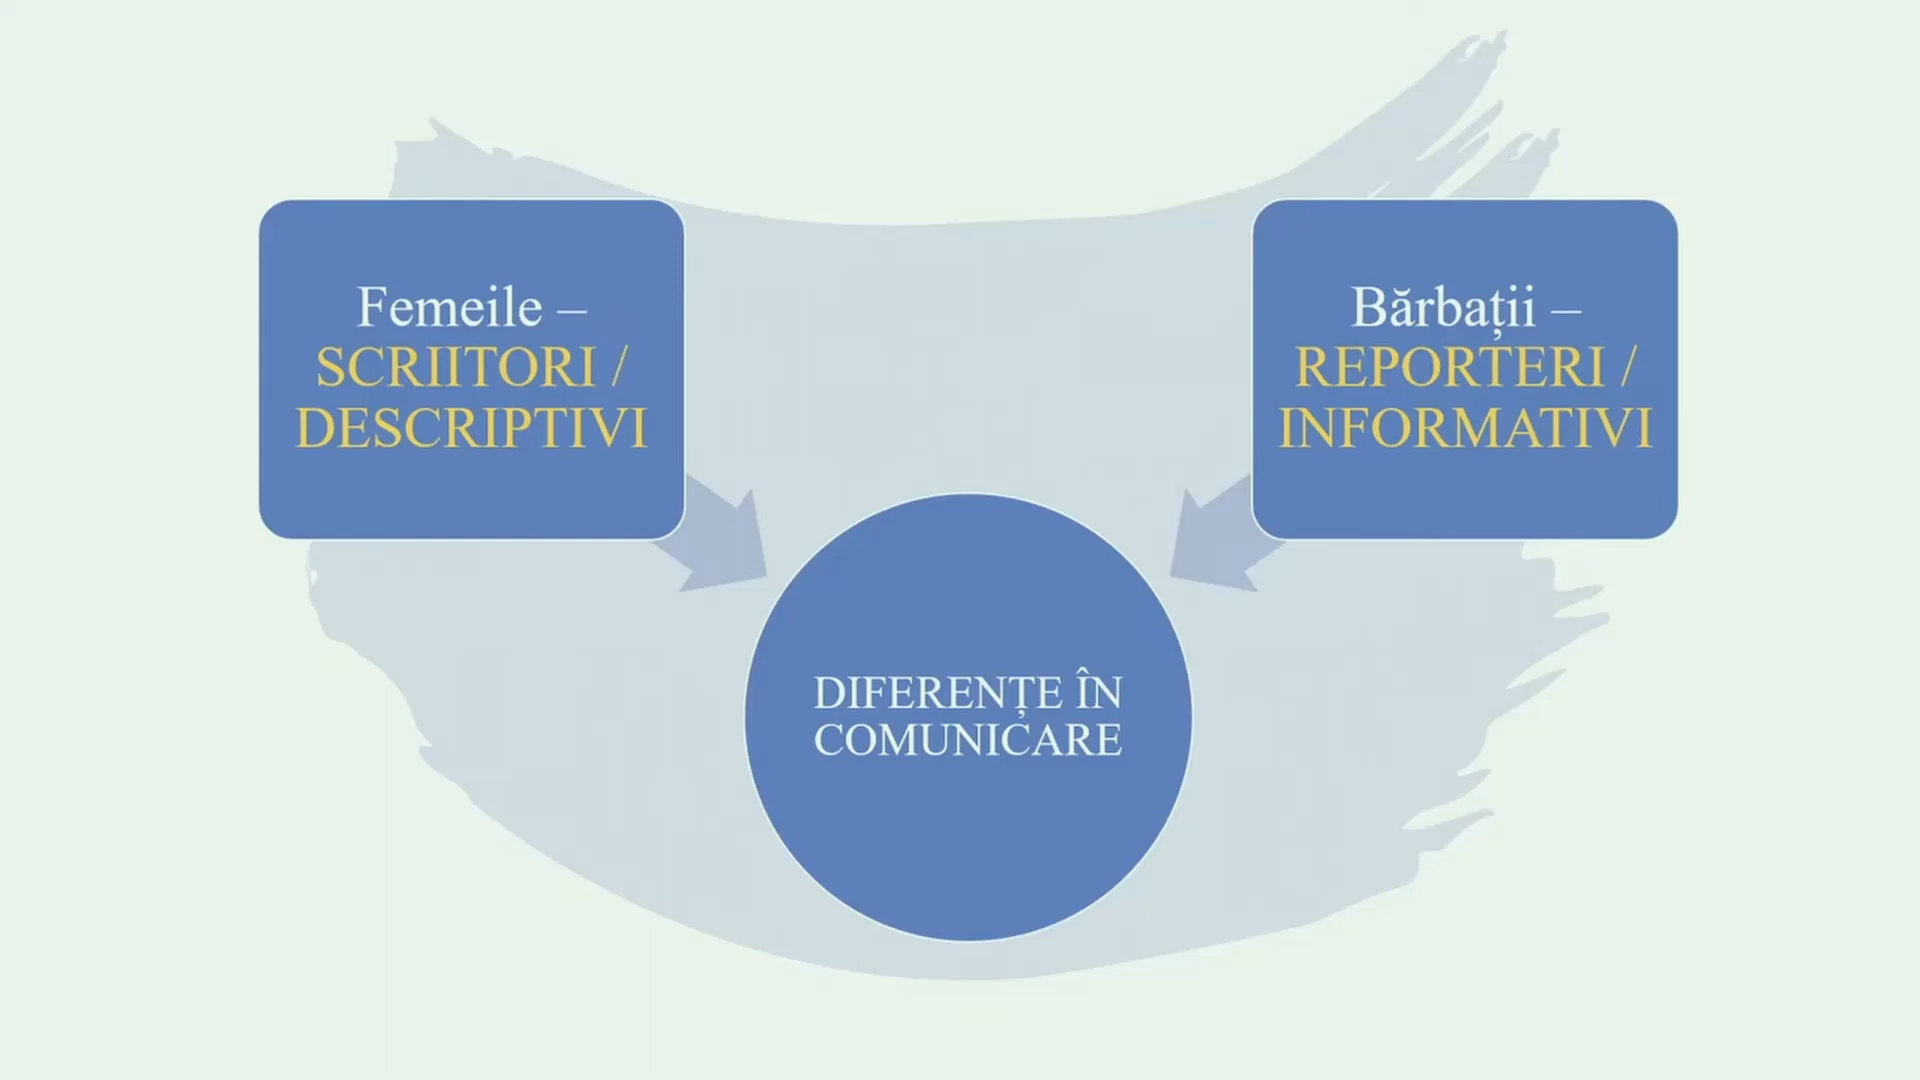 Femeile –
SCRIITORI /
DESCRIPTIVI
Bărbații –
REPORTERI /
INFORMATIVI
DIFERENȚE ÎN
COMUNICARE